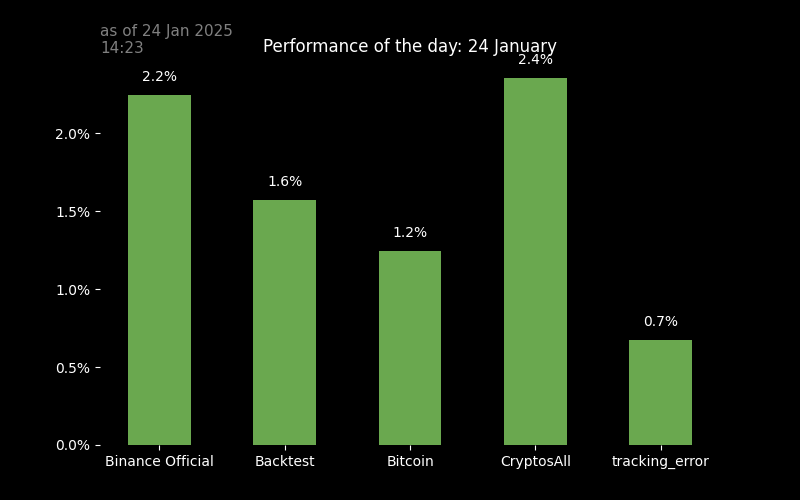 as of 24 Jan 2025
14:23
Performance of the day: 24 January
2.2%
1.6%
1.2%
2.4%
0.7%
2.0%
1.5%
1.0%
0.5%
0.0%
Binance Official
Backtest
Bitcoin
CryptosAll
tracking_error